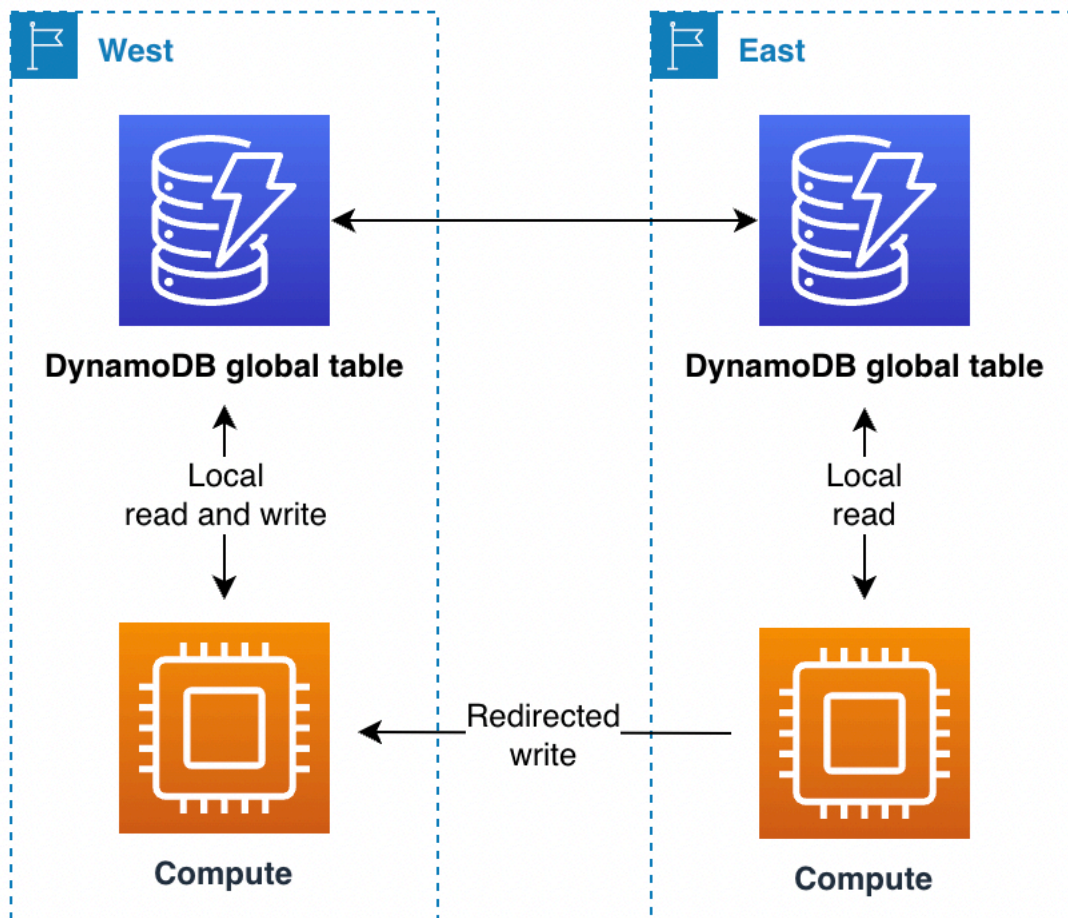 West
East
DynamoDB global table
DynamoDB global table
Local
read and write
Local
read
Redirected
write
Compute
Compute